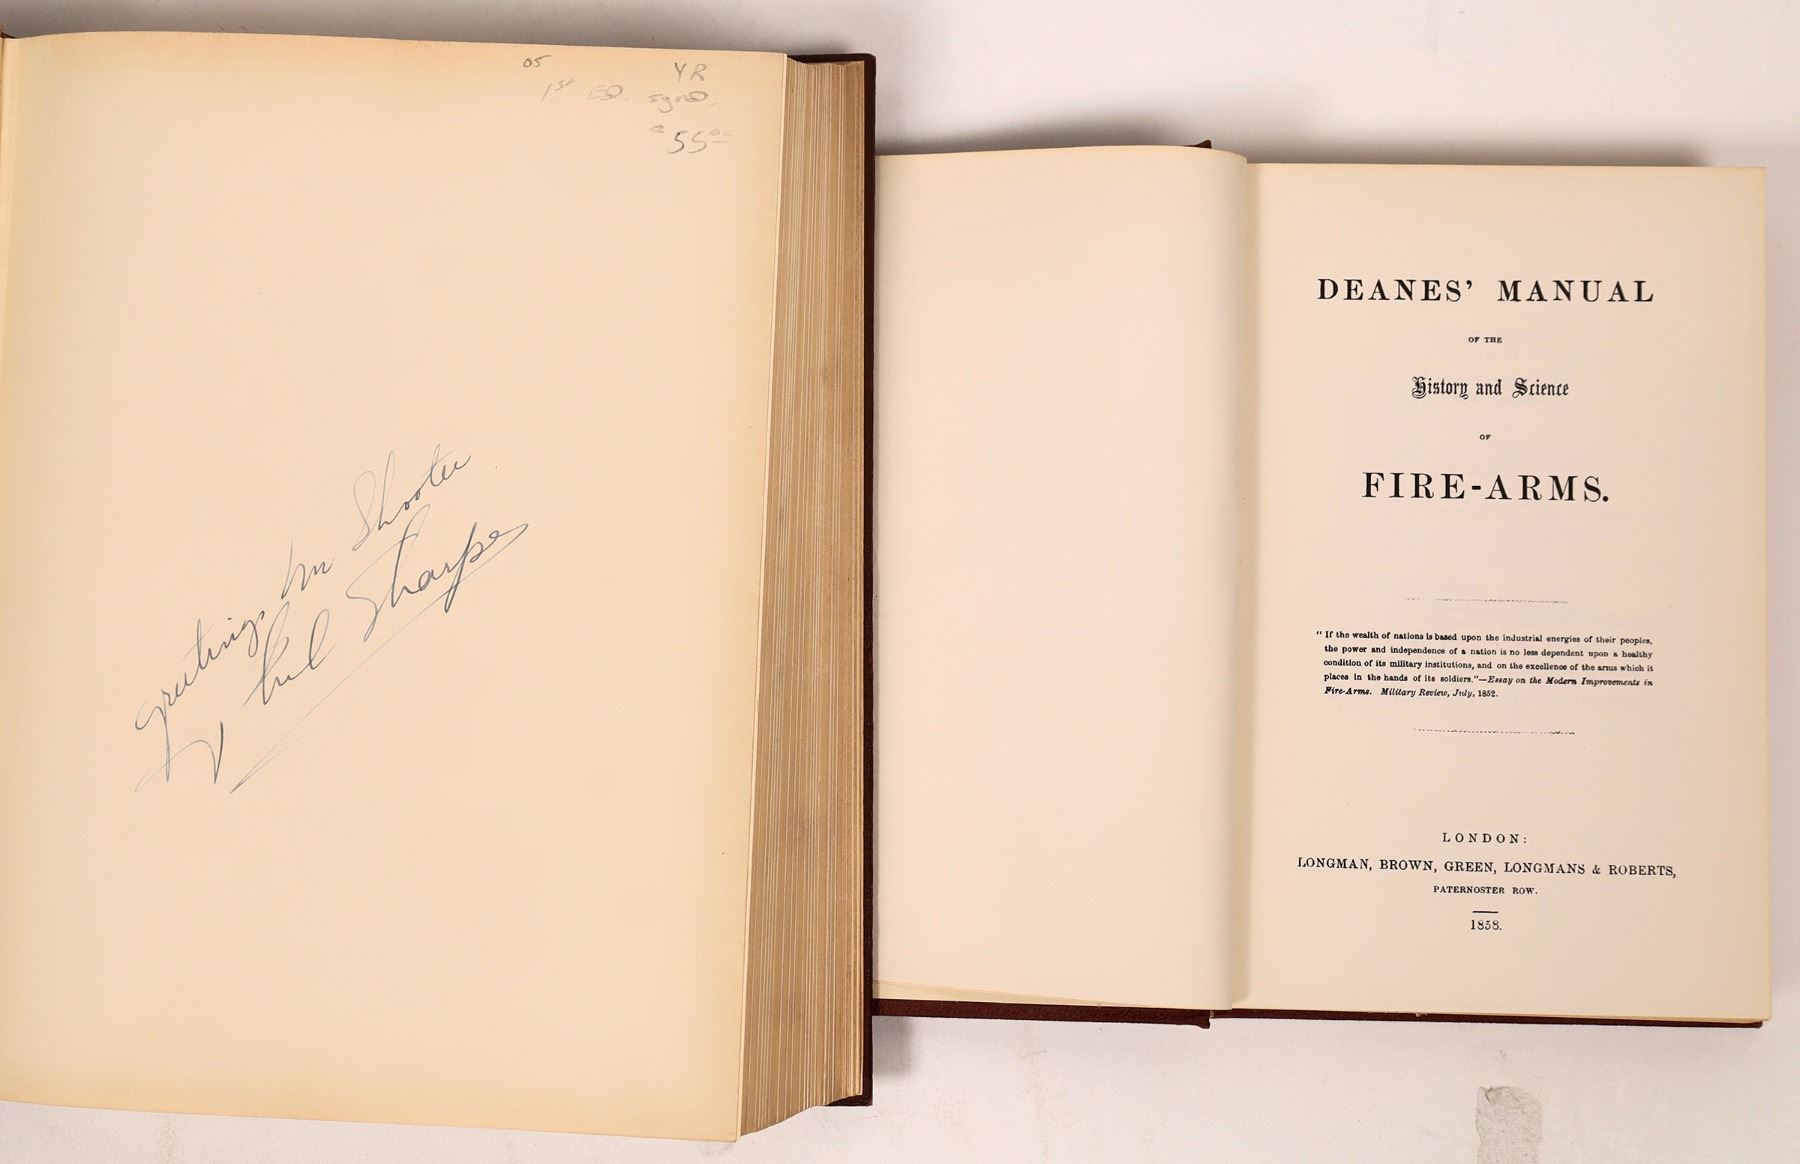 05 YR
1st ED. sgnd.
55
greetings Mr. Shooter
Phil Sharpe
DEANES' MANUAL
OF THE
History and Science
OF
FIRE-ARMS.
"If the wealth of nations is based upon the industrial energies of their peoples,
the power and independence of a nation is no less dependent upon a healthy
condition of its military institutions, and on the excellence of the arms which it
places in the hands of its soldiers."—Essay on the Modern Improvements in
Fire-Arms. Military Review, July, 1852.
LONDON:
LONGMAN, BROWN, GREEN, LONGMANS & ROBERTS,
PATERNOSTER ROW.
1858.